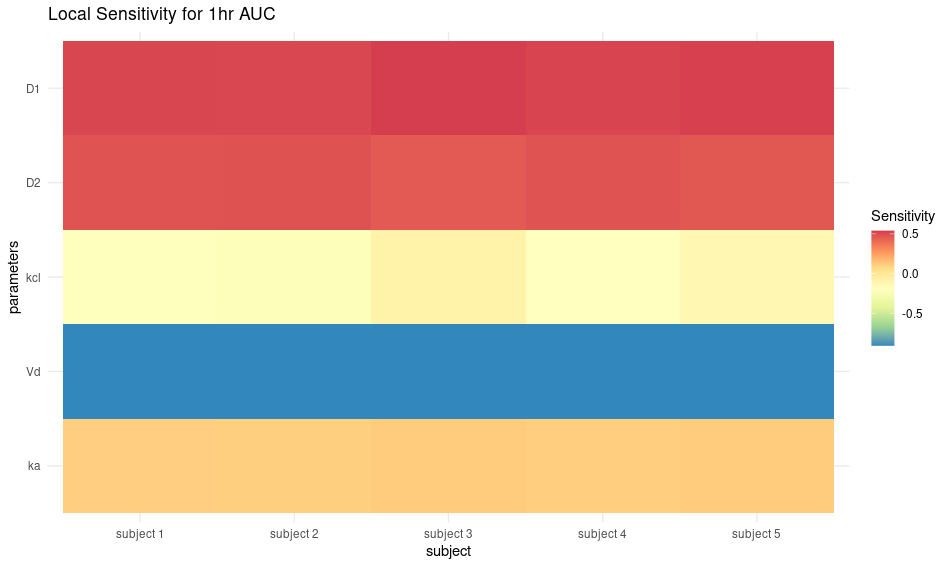 Local Sensitivity for 1hr AUC
D1
D2
kcl
Vd
ka
parameters
subject 1
subject 2
subject 3
subject 4
subject 5
subject
Sensitivity
0.5
0.0
-0.5